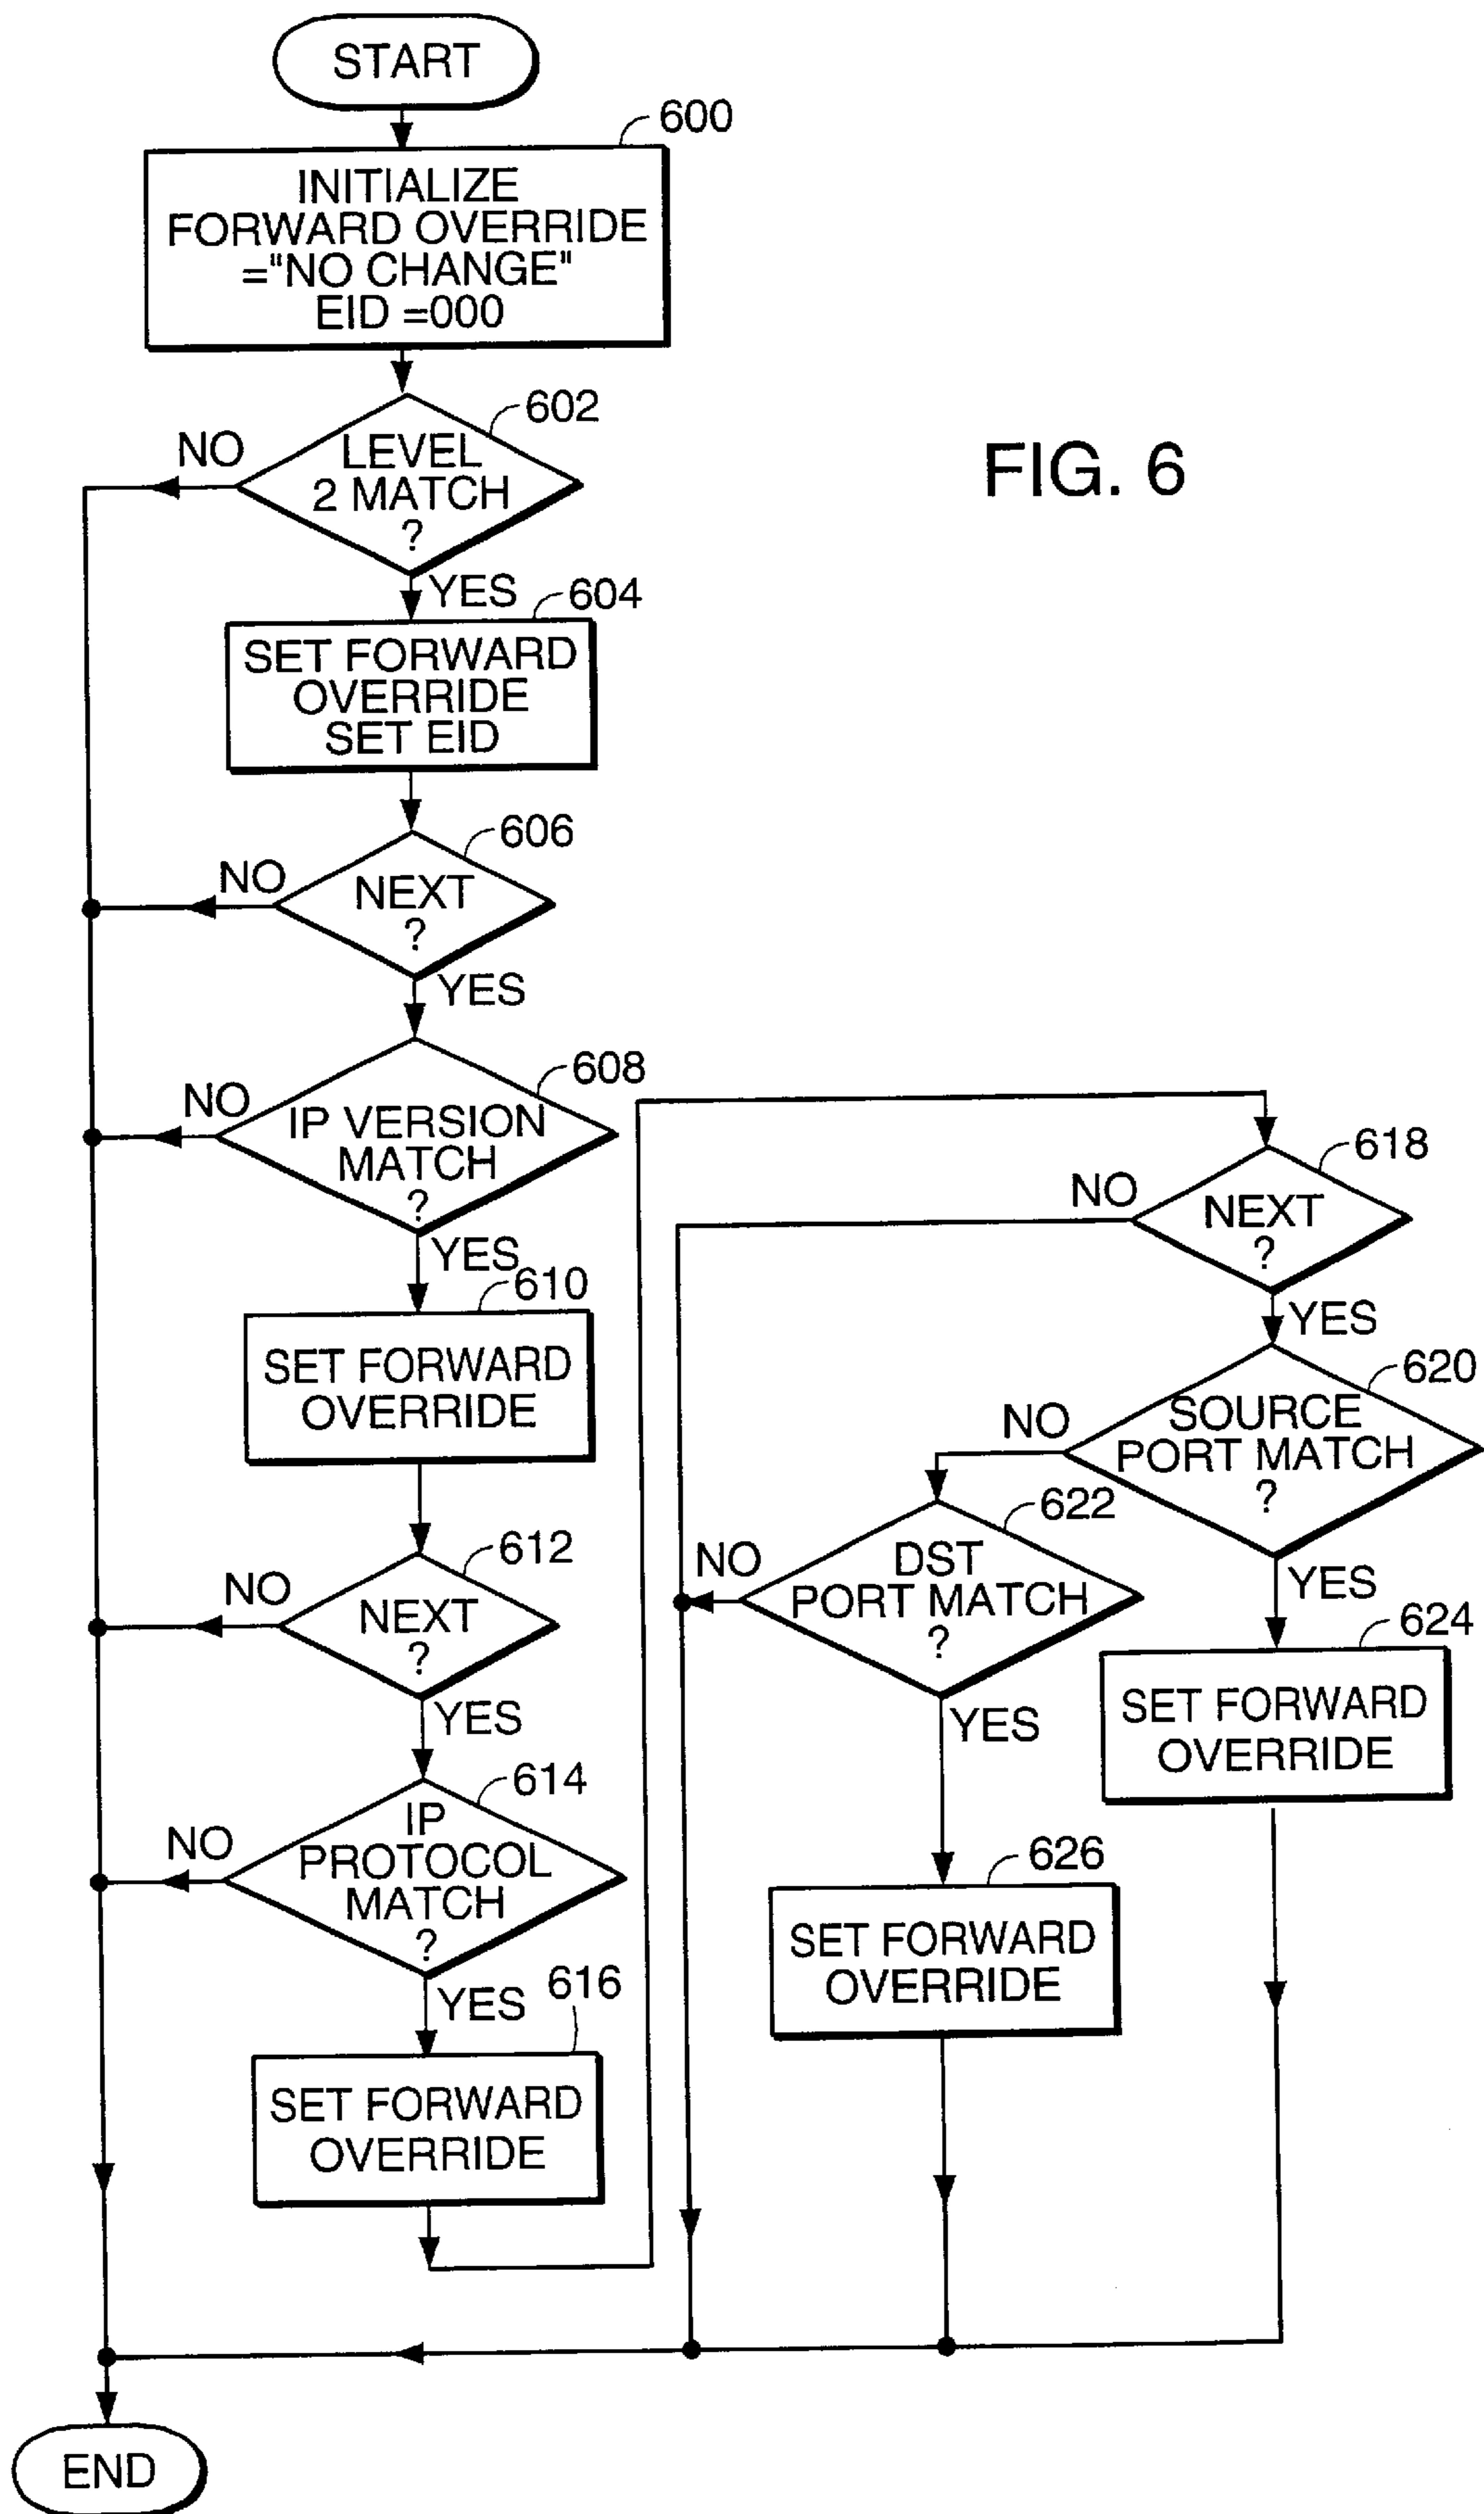 START
600
INITIALIZE
FORWARD OVERRIDE
="NO CHANGE"
EID =000
602
NO
LEVEL
2 MATCH
?
FIG. 6
YES
604
SET FORWARD
OVERRIDE
SET EID
606
NO
NEXT
?
YES
608
NO
IP VERSION
MATCH
?
YES
610
SET FORWARD
OVERRIDE
612
NO
NEXT
?
YES
614
NO
IP
PROTOCOL
MATCH
?
YES
616
SET FORWARD
OVERRIDE
618
NO
NEXT
?
YES
620
NO
SOURCE
PORT MATCH
?
YES
622
NO
DST
PORT MATCH
?
YES
624
SET FORWARD
OVERRIDE
626
SET FORWARD
OVERRIDE
END